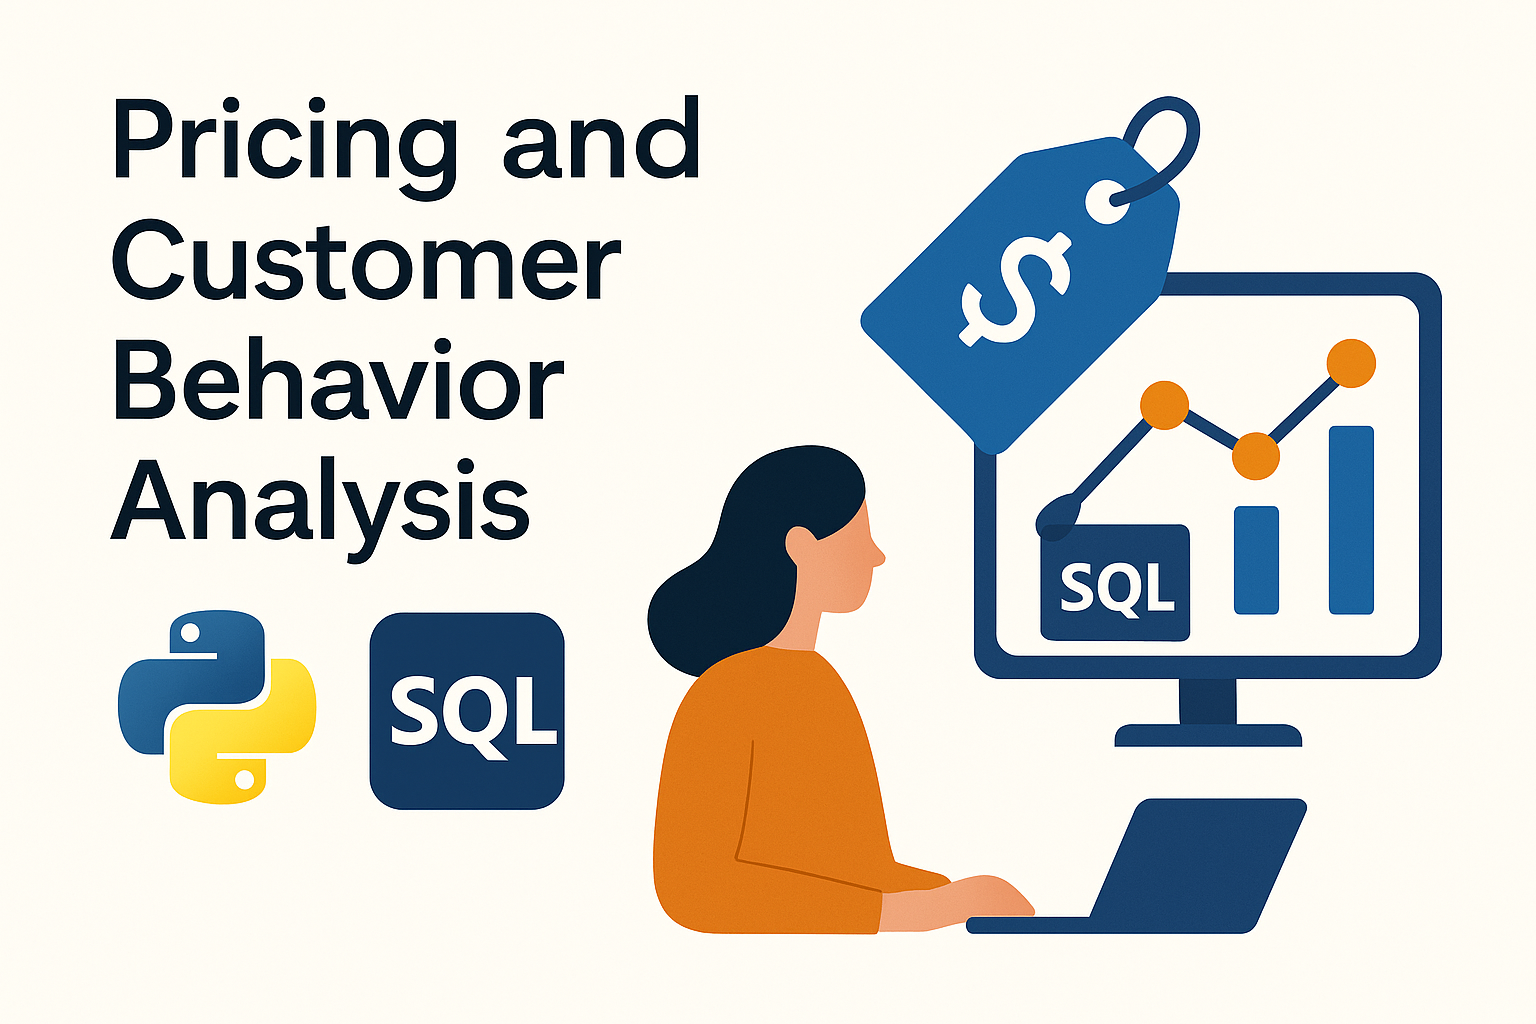 Pricing and
Customer
Behavior
Analysis
SQL
$
SQL